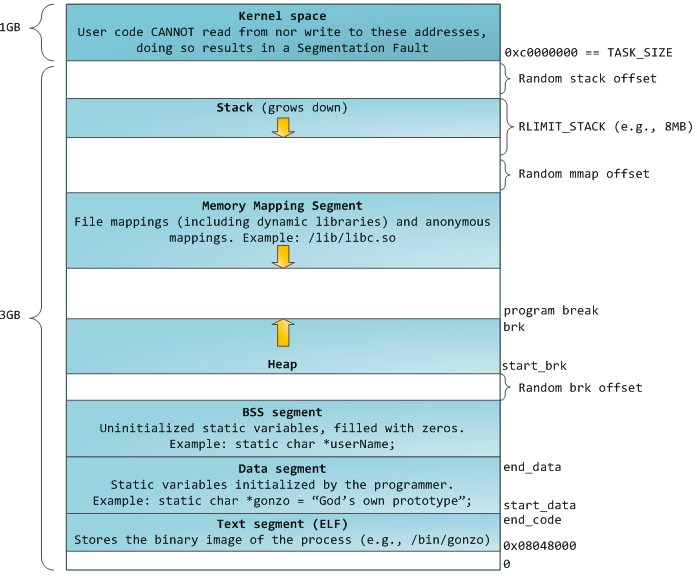 Kernel space
User code CANNOT read from nor write to these addresses,
doing so results in a Segmentation Fault
1GB
0xc0000000 == TASK_SIZE
Random stack offset
Stack (grows down)
RLIMIT_STACK (e.g., 8MB)
Random mmap offset
Memory Mapping Segment
File mappings (including dynamic libraries) and anonymous
mappings. Example: /lib/libc.so
3GB
program break
brk
Heap
start_brk
Random brk offset
BSS segment
Uninitialized static variables, filled with zeros.
Example: static char *userName;
Data segment
Static variables initialized by the programmer.
Example: static char *gonzo = “God’s own prototype”;
end_data
start_data
end_code
Text segment (ELF)
Stores the binary image of the process (e.g., /bin/gonzo)
0x08048000
0